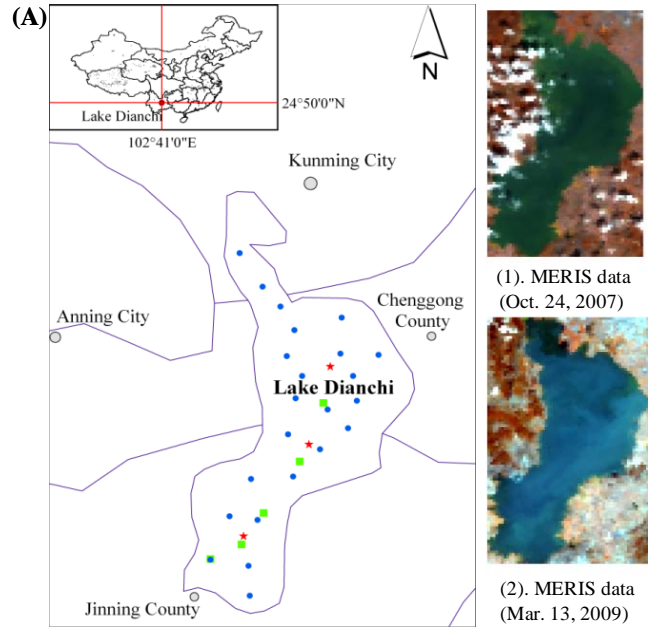 (A)
N
Lake Dianchi
24°50'0"N
102°41'0"E
Kunming City
Anning City
Chenggong
County
Lake Dianchi
Jinning County
(1). MERIS data
(Oct. 24, 2007)
(2). MERIS data
(Mar. 13, 2009)